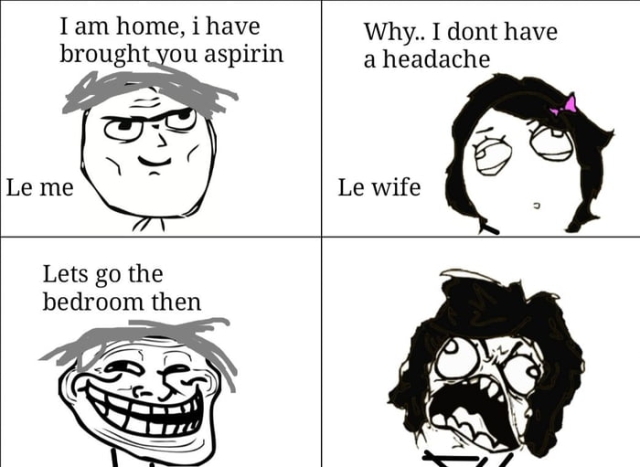 I am home, i have
brought you aspirin
Le me
Why.. I dont have
a headache
Le wife
Lets go the
bedroom then